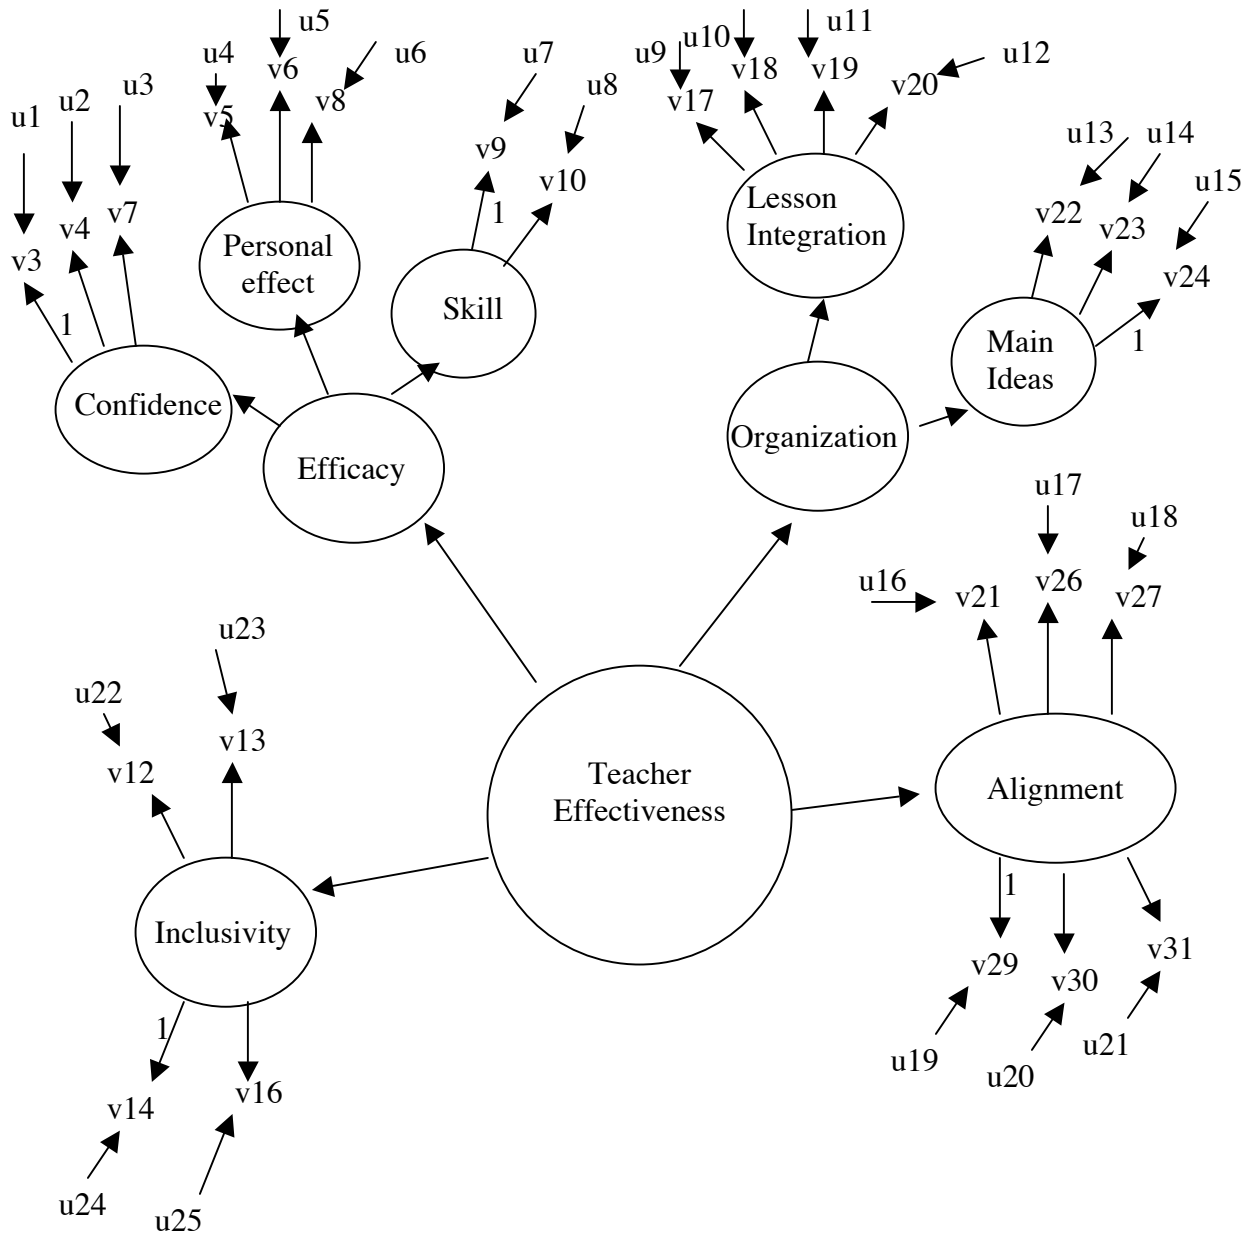 u5
u11
u4
v6
u6
u7
u9
u10
v18
v19
u12
u3
u2
u1
v5
v8
u8
v17
v20
v9
u13
u14
v10
u15
v7
v4
v3
1
Personal
effect
Lesson
Integration
v22
v23
v24
Skill
1
Main
Ideas
1
Confidence
Efficacy
Organization
u17
u18
u16
v21
v26
v27
u23
u22
v13
v12
Teacher
Effectiveness
Alignment
1
Inclusivity
v29
v30
v31
1
v14
v16
u19
u20
u21
u24
u25